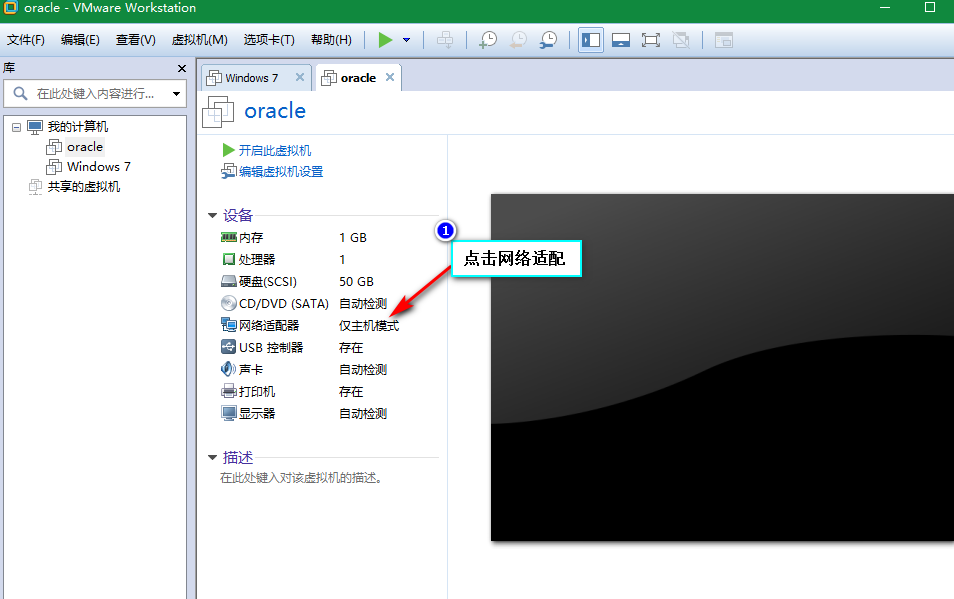 oracle - VMware Workstation
文件(F) 编辑(E) 查看(V) 虚拟机(M) 选项卡(T) 帮助(H)
库
在此处键入内容进行...
我的计算机
oracle
Windows 7
共享的虚拟机
Windows 7
oracle
oracle
开启此虚拟机
编辑虚拟机设置
设备
内存 1 GB
处理器 1
硬盘(SCSI) 50 GB
CD/DVD (SATA) 自动检测
网络适配器 仅主机模式
USB 控制器 存在
声卡 自动检测
打印机 存在
显示器 自动检测
描述
在此处键入对该虚拟机的描述。
1
点击网络适配